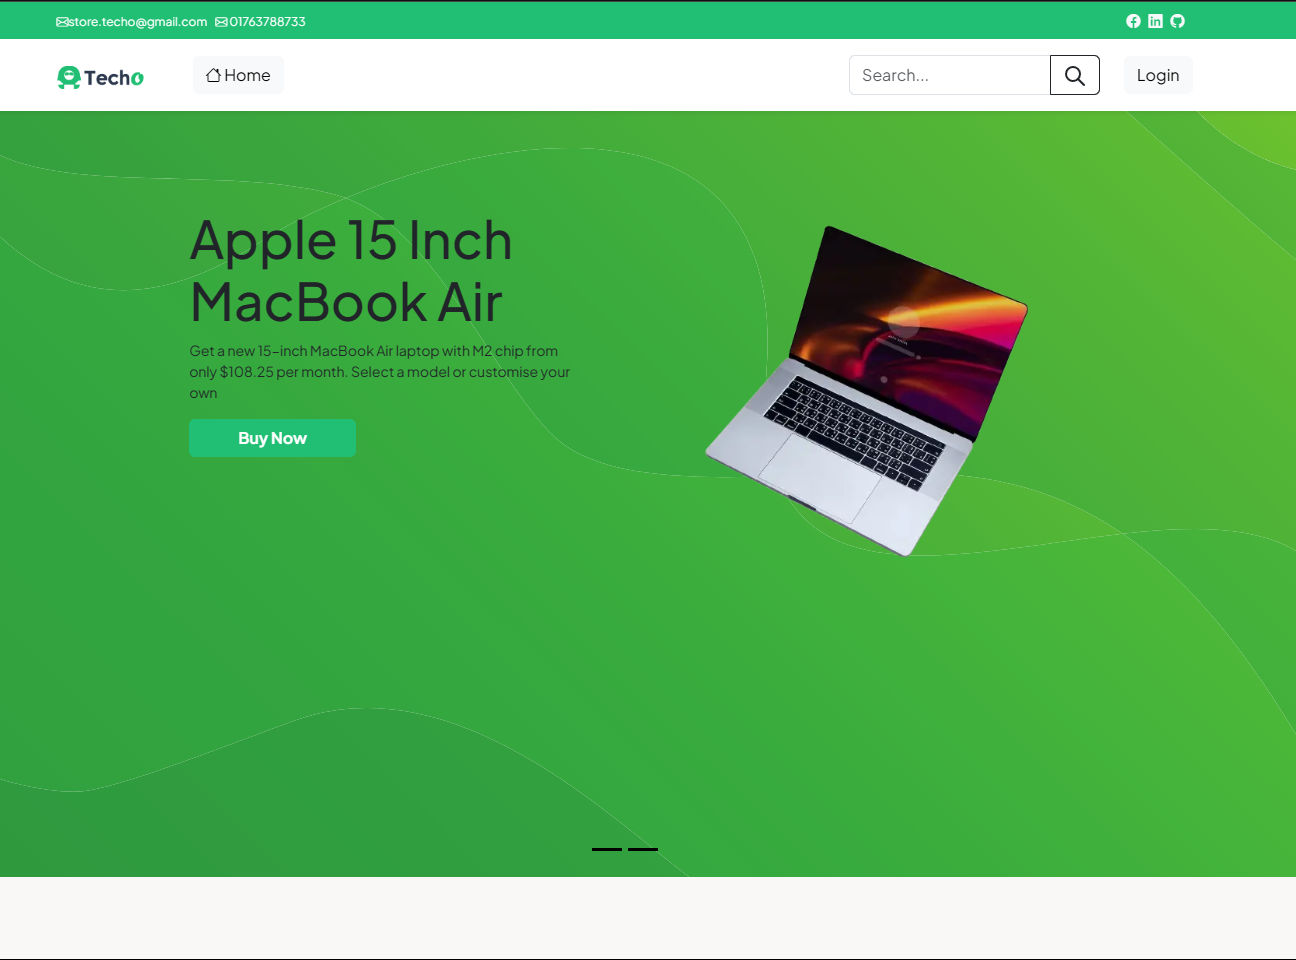 store.techo@gmail.com 01763788733
Techo
Home
Search...
Login
Apple 15 Inch
MacBook Air
Get a new 15-inch MacBook Air laptop with M2 chip from
only $108.25 per month. Select a model or customise your
own
Buy Now